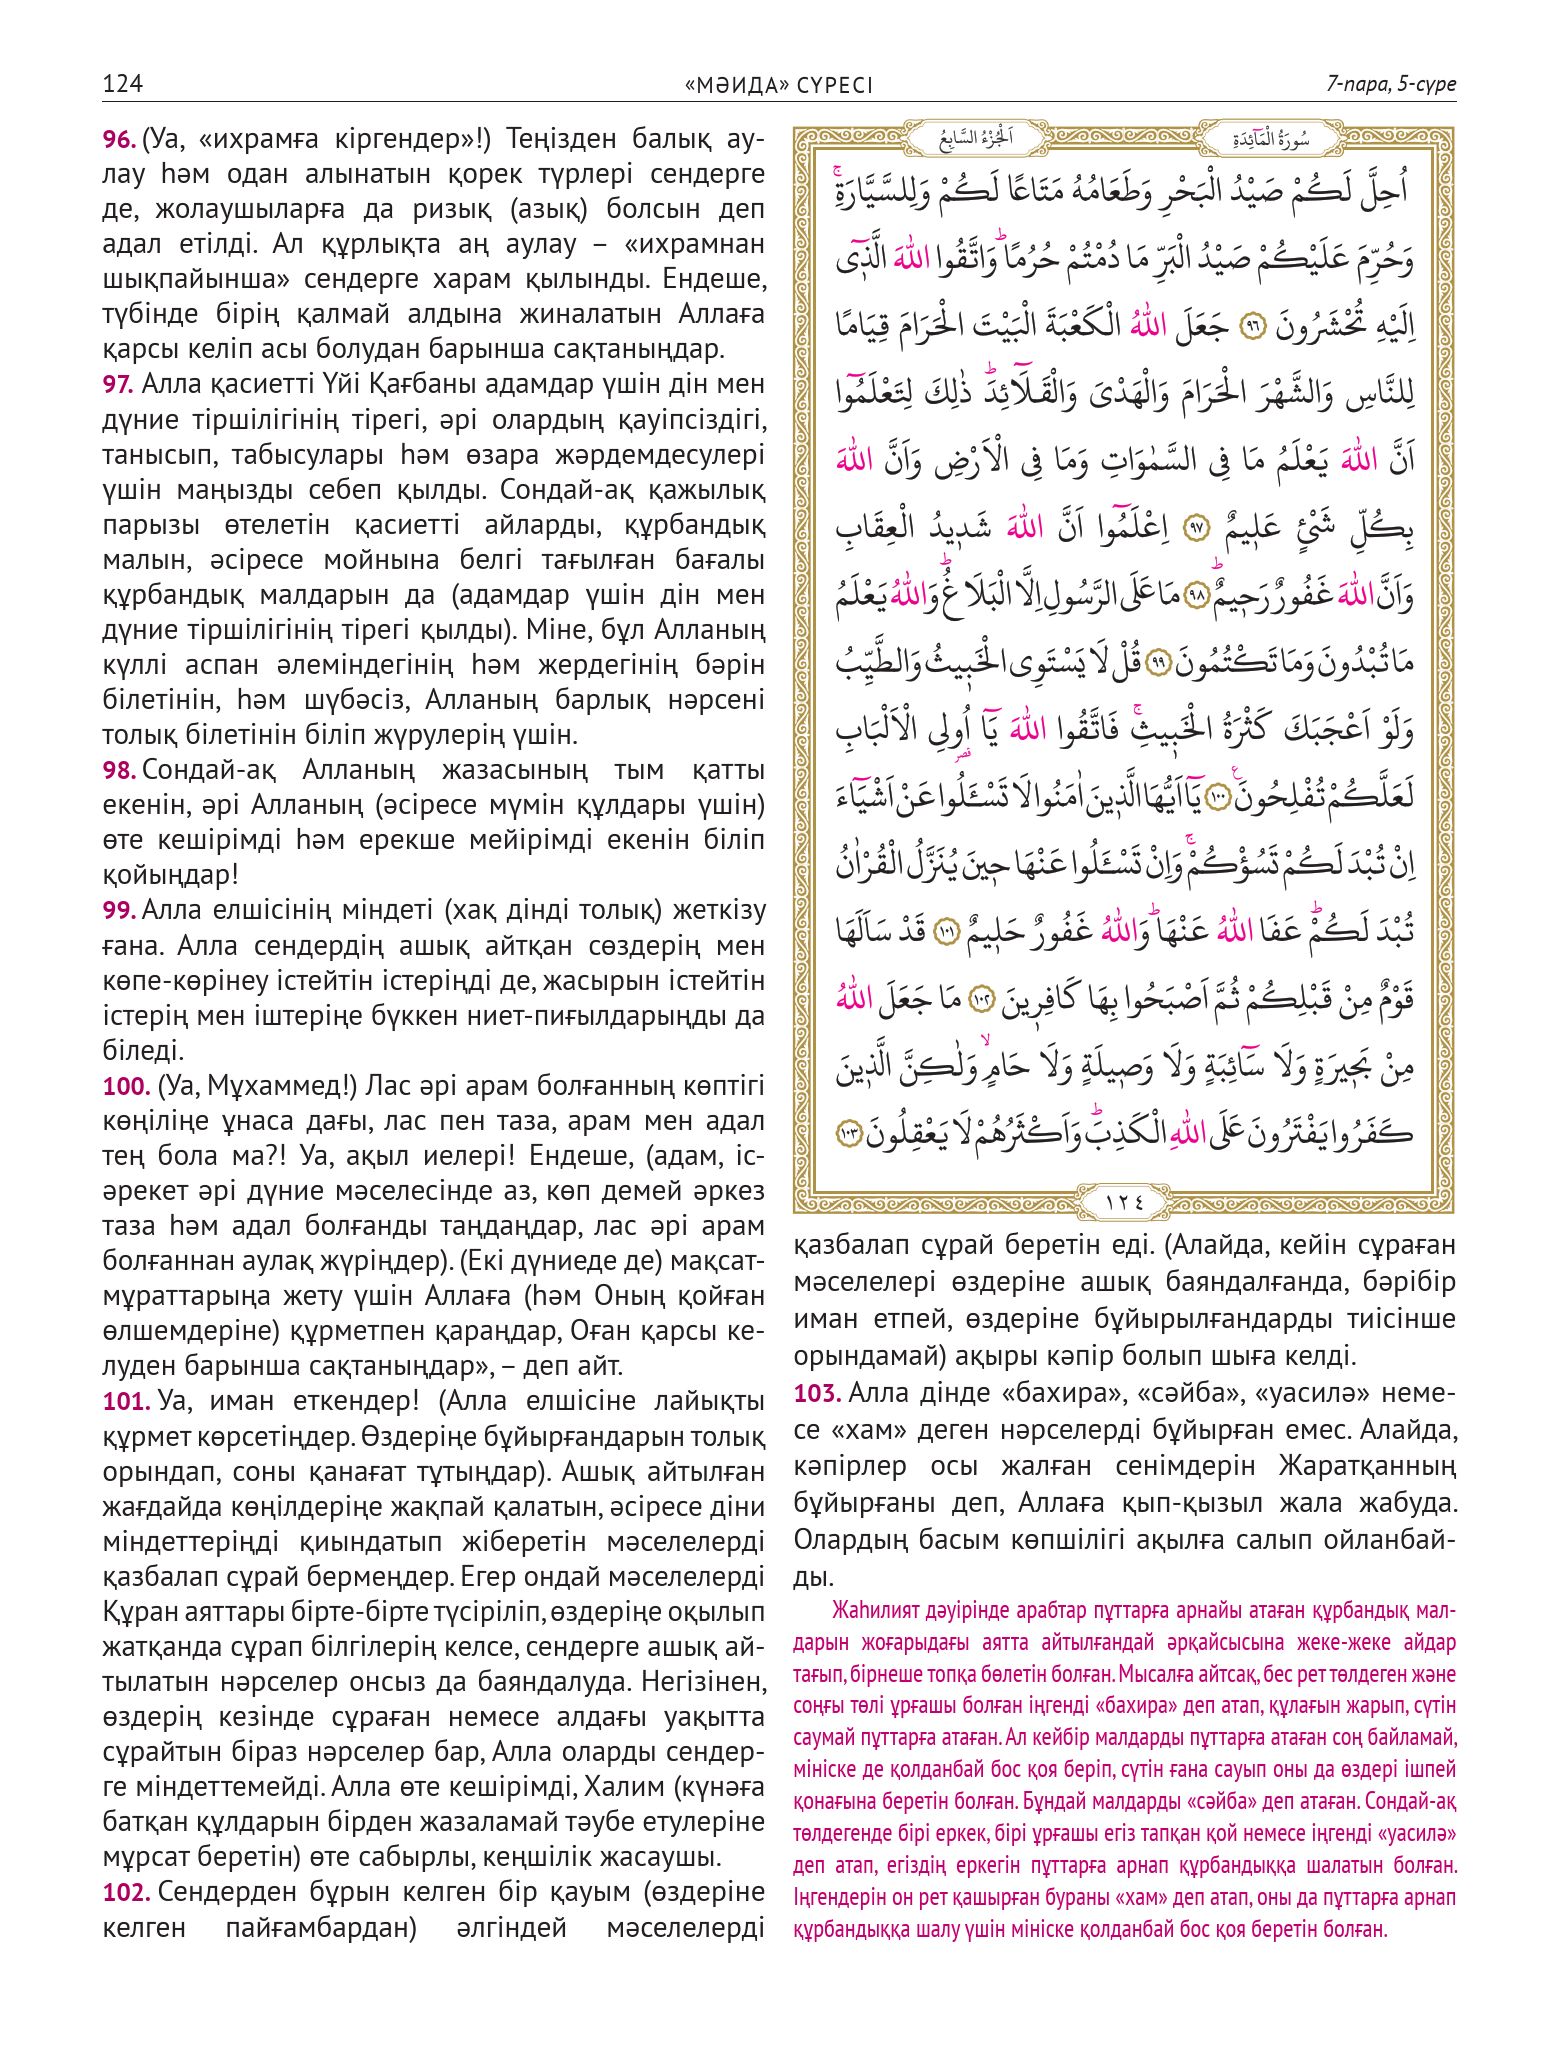 124
«МӘИДА» СҮРЕСІ
7-пара, 5-сүре
96. (Уа, «ихрамға кіргендер»!) Теңізден балық ау-
лау һәм одан алынатын қорек түрлері сендерге
де, жолаушыларға да ризық (азық) болсын деп
адал етілді. Ал құрлықта аң аулау – «ихрамнан
шықпайынша» сендерге харам қылынды. Ендеше,
түбінде бірің қалмай алдына жиналатын Аллаға
қарсы келіп асы болудан барынша сақтаныңдар.
97. Алла қасиетті Үйі Қағбаны адамдар үшін дін мен
дүние тіршілігінің тірегі, әрі олардың қауіпсіздігі,
танысып, табысулары һәм өзара жәрдемдесулері
үшін маңызды себеп қылды. Сондай-ақ қажылық
парызы өтелетін қасиетті айларды, құрбандық
малын, әсіресе мойнына белгі тағылған бағалы
құрбандық малдарын да (адамдар үшін дін мен
дүние тіршілігінің тірегі қылды). Міне, бұл Алланың
күллі аспан әлеміндегінің һәм жердегінің бәрін
білетінін, һәм шүбәсіз, Алланың барлық нәрсені
толық білетінін біліп жүрулерің үшін.
98. Сондай-ақ Алланың жазасының тым қатты
екенін, әрі Алланың (әсіресе мүмін құлдары үшін)
өте кешірімді һәм ерекше мейірімді екенін біліп
қойыңдар!
99. Алла елшісінің міндеті (хақ дінді толық) жеткізу
ғана. Алла сендердің ашық айтқан сөздерің мен
көпе-көрінеу істейтін істеріңді де, жасырын істейтін
істерің мен іштеріңе бүккен ниет-пиғылдарыңды да
біледі.
100. (Уа, Мұхаммед!) Лас әрі арам болғанның көптігі
көңіліңе ұнаса дағы, лас пен таза, арам мен адал
тең бола ма?! Уа, ақыл иелері! Ендеше, (адам, іс-
әрекет әрі дүние мәселесінде аз, көп демей әркез
таза һәм адал болғанды таңдаңдар, лас әрі арам
болғаннан аулақ жүріңдер). (Екі дүниеде де) мақсат-
мұраттарыңа жету үшін Аллаға (һәм Оның қойған
өлшемдеріне) құрметпен қараңдар, Оған қарсы ке-
луден барынша сақтаныңдар», – деп айт.
101. Уа, иман еткендер! (Алла елшісіне лайықты
құрмет көрсетіңдер. Өздеріңе бұйырғандарын толық
орындап, соны қанағат тұтыңдар). Ашық айтылған
жағдайда көңілдеріңе жақпай қалатын, әсіресе діни
міндеттеріңді қиындатып жіберетін мәселелерді
қазбалап сұрай бермеңдер. Егер ондай мәселелерді
Құран аяттары бірте-бірте түсіріліп, өздеріңе оқылып
жатқанда сұрап білгілерің келсе, сендерге ашық ай-
тылатын нәрселер онсыз да баяндалуда. Негізінен,
өздерің кезінде сұраған немесе алдағы уақытта
сұрайтын біраз нәрселер бар, Алла оларды сендер-
ге міндеттемейді. Алла өте кешірімді, Халим (күнәға
батқан құлдарын бірден жазаламай тәубе етулеріне
мұрсат беретін) өте сабырлы, кеңшілік жасаушы.
102. Сендерден бұрын келген бір қауым (өздеріне
келген пайғамбардан) әлгіндей мәселелерді
سُورَةُ الْمَآئِدَةِ
اَلْجُزْءُ السَّابِعُ
اُحِلَّ لَكُمْ صَيْدُ الْبَحْرِ وَطَعَامُهُ مَتَاعًا لَكُمْ وَلِلسَّيَّارَةِۚ
وَحُرِّمَ عَلَيْكُمْ صَيْدُ الْبَرِّ مَا دُمْتُمْ حُرُمًاۜ وَاتَّقُوا اللّٰهَ الَّذ۪ٓى
اِلَيْهِ تُحْشَرُونَ ﴿٩٦﴾ جَعَلَ اللّٰهُ الْكَعْبَةَ الْبَيْتَ الْحَرَامَ قِيَامًا
لِلنَّاسِ وَالشَّهْرَ الْحَرَامَ وَالْهَدْىَ وَالْقَلَٓائِدَۜ ذٰلِكَ لِتَعْلَمُٓوا
اَنَّ اللّٰهَ يَعْلَمُ مَا فِى السَّمٰوَاتِ وَمَا فِى الْاَرْضِ وَاَنَّ اللّٰهَ
بِكُلِّ شَىْءٍ عَل۪يمٌ ﴿٩٧﴾ اِعْلَمُٓوا اَنَّ اللّٰهَ شَد۪يدُ الْعِقَابِ
وَاَنَّ اللّٰهَ غَفُورٌ رَح۪يمٌۜ ﴿٩٨﴾ مَا عَلَى الرَّسُولِ اِلَّا الْبَلَاغُۜ وَاللّٰهُ يَعْلَمُ
مَا تُبْدُونَ وَمَا تَكْتُمُونَ ﴿٩٩﴾ قُلْ لَا يَسْتَوِى الْخَب۪يثُ وَالطَّيِّبُ
وَلَوْ اَعْجَبَكَ كَثْرَةُ الْخَب۪يثِۚ فَاتَّقُوا اللّٰهَ يَٓا اُولِى الْاَلْبَابِ
لَعَلَّكُمْ تُفْلِحُونَ ﴿١٠٠﴾ يَٓا اَيُّهَا الَّذ۪ينَ اٰمَنُوا لَا تَسْـَٔلُوا عَنْ اَشْيَٓاءَ
اِنْ تُبْدَ لَكُمْ تَسُؤْكُمْۚ وَاِنْ تَسْـَٔلُوا عَنْهَا ح۪ينَ يُنَزَّلُ الْقُرْاٰنُ
تُبْدَ لَكُمْۜ عَفَا اللّٰهُ عَنْهَاۜ وَاللّٰهُ غَفُورٌ حَل۪يمٌ ﴿١٠١﴾ قَدْ سَاَلَهَا
قَوْمٌ مِنْ قَبْلِكُمْ ثُمَّ اَصْبَحُوا بِهَا كَافِر۪ينَ ﴿١٠٢﴾ مَا جَعَلَ اللّٰهُ
مِنْ بَح۪يرَةٍ وَلَا سَٓائِبَةٍ وَلَا وَص۪يلَةٍ وَلَا حَامٍۙ وَلٰكِنَّ الَّذ۪ينَ
كَفَرُوا يَفْتَرُونَ عَلَى اللّٰهِ الْكَذِبَۜ وَاَكْثَرُهُمْ لَا يَعْقِلُونَ ﴿١٠٣﴾
١٢٤
қазбалап сұрай беретін еді. (Алайда, кейін сұраған
мәселелері өздеріне ашық баяндалғанда, бәрібір
иман етпей, өздеріне бұйырылғандарды тиісінше
орындамай) ақыры кәпір болып шыға келді.
103. Алла дінде «бахира», «сәйба», «уасилә» неме-
се «хам» деген нәрселерді бұйырған емес. Алайда,
кәпірлер осы жалған сенімдерін Жаратқанның
бұйырғаны деп, Аллаға қып-қызыл жала жабуда.
Олардың басым көпшілігі ақылға салып ойланбай-
ды.
Жаһилият дәуірінде арабтар пұттарға арнайы атаған құрбандық мал-
дарын жоғарыдағы аятта айтылғандай әрқайсысына жеке-жеке айдар
тағып, бірнеше топқа бөлетін болған. Мысалға айтсақ, бес рет төлдеген және
соңғы төлі ұрғашы болған іңгенді «бахира» деп атап, құлағын жарып, сүтін
саумай пұттарға атаған. Ал кейбір малдарды пұттарға атаған соң байламай,
мініске де қолданбай бос қоя беріп, сүтін ғана сауып оны да өздері ішпей
қонағына беретін болған. Бұндай малдарды «сәйба» деп атаған. Сондай-ақ
төлдегенде бірі еркек, бірі ұрғашы егіз тапқан қой немесе іңгенді «уасилә»
деп атап, егіздің еркегін пұттарға арнап құрбандыққа шалатын болған.
Іңгендерін он рет қашырған бураны «хам» деп атап, оны да пұттарға арнап
құрбандыққа шалу үшін мініске қолданбай бос қоя беретін болған.